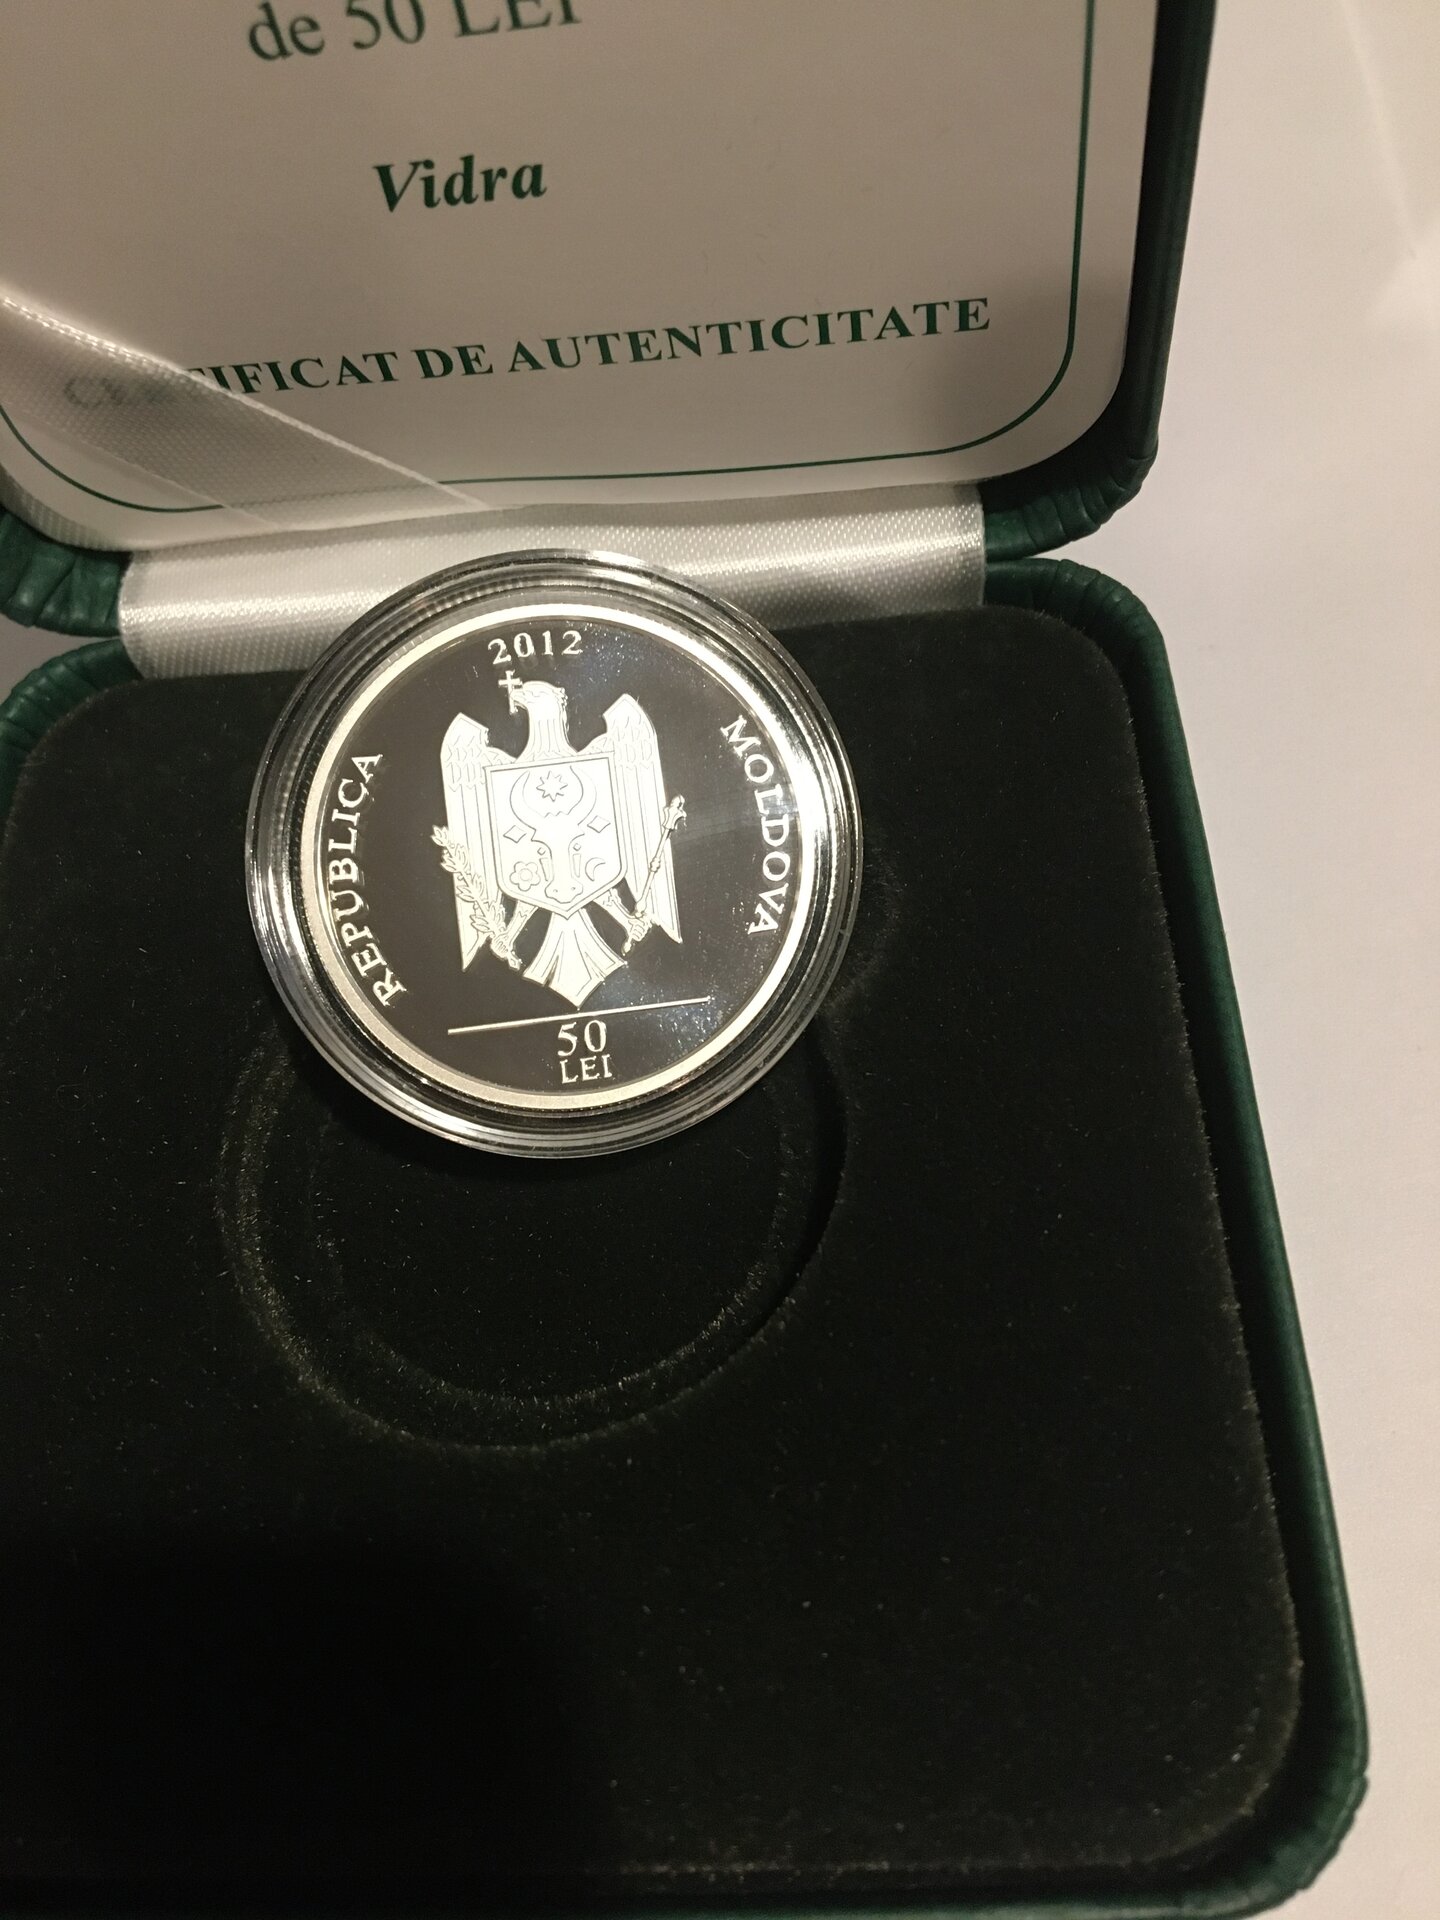 de 50 LEI
Vidra
CERTIFICAT DE AUTENTICITATE
2012
REPUBLICA
MOLDOVA
50
LEI